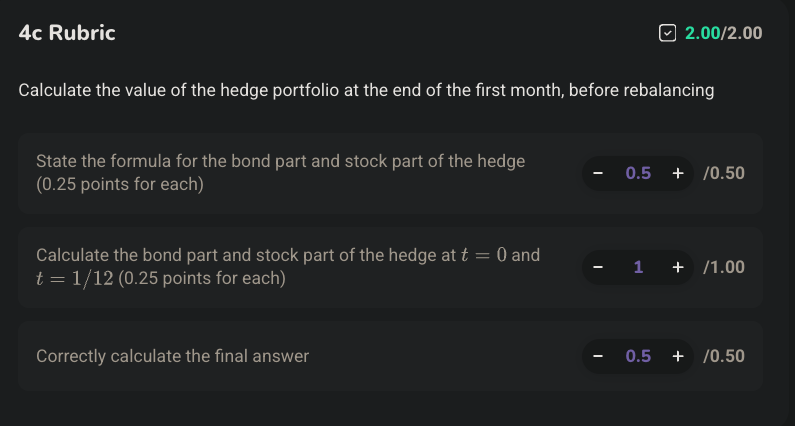 4c Rubric
2.00/2.00
Calculate the value of the hedge portfolio at the end of the first month, before rebalancing
State the formula for the bond part and stock part of the hedge
(0.25 points for each)
− 0.5 + /0.50
Calculate the bond part and stock part of the hedge at t = 0 and
t = 1/12 (0.25 points for each)
− 1 + /1.00
Correctly calculate the final answer
− 0.5 + /0.50